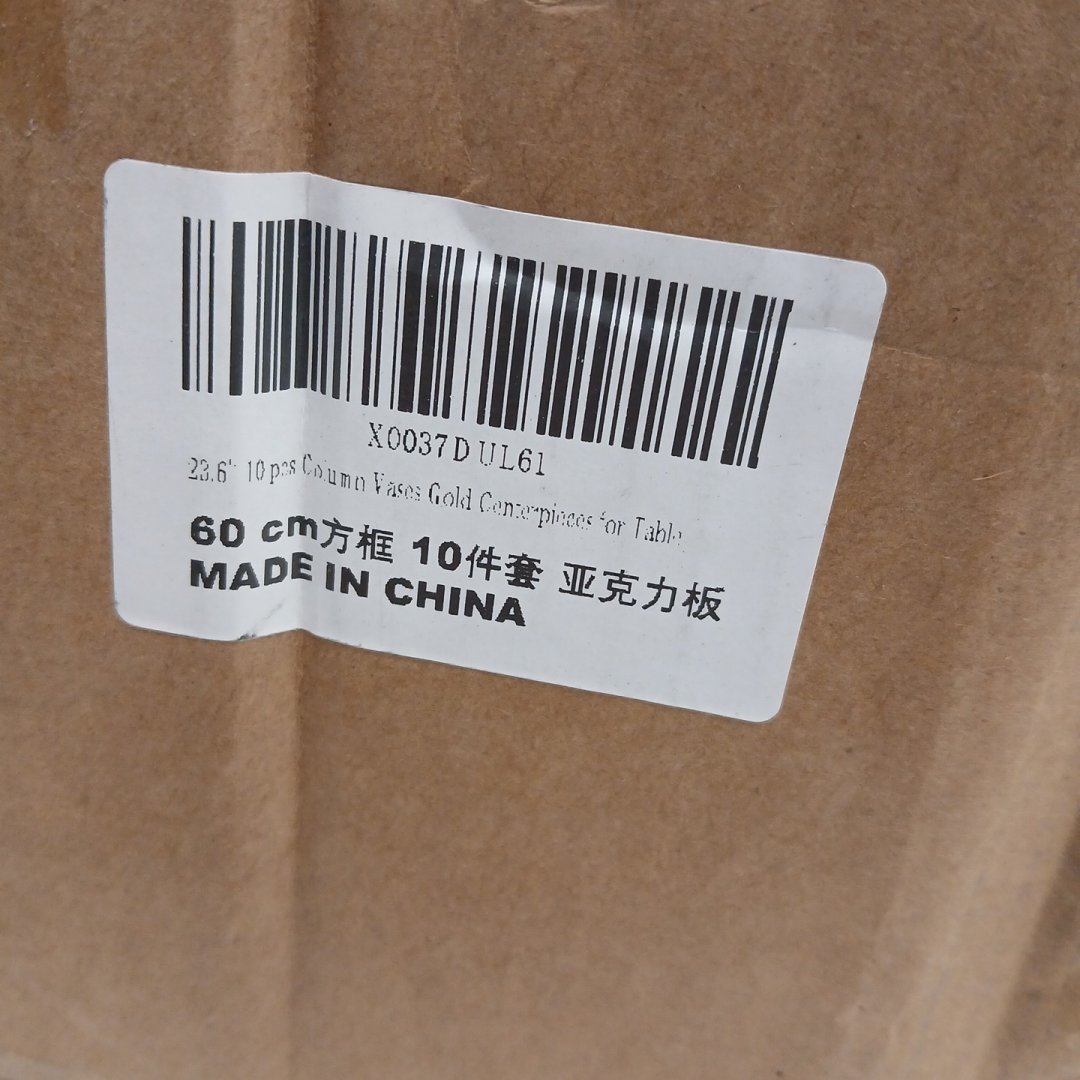 X0037DUL61
23.6" 10 pcs Column Vases Gold Centerpieces for Table
60 cm方框 10件套 亚克力板
MADE IN CHINA